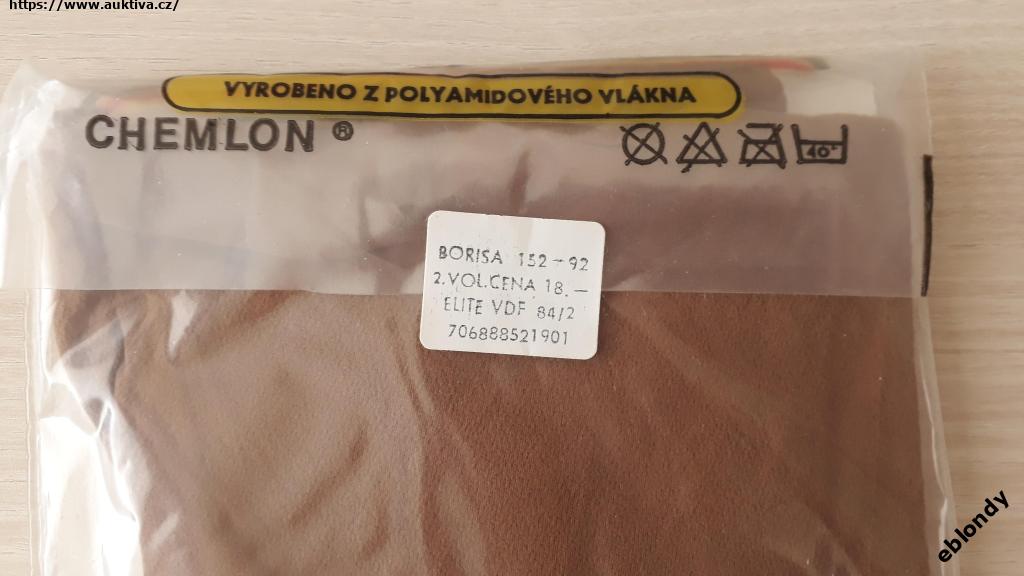 https://www.auktiva.cz/
VYROBENO Z POLYAMIDOVÉHO VLÁKNA
CHEMLON ®
40°
BORISA 152-92
2.VOL.CENA 18.—
ELITE VDF 84/2
706888521901
eblondy